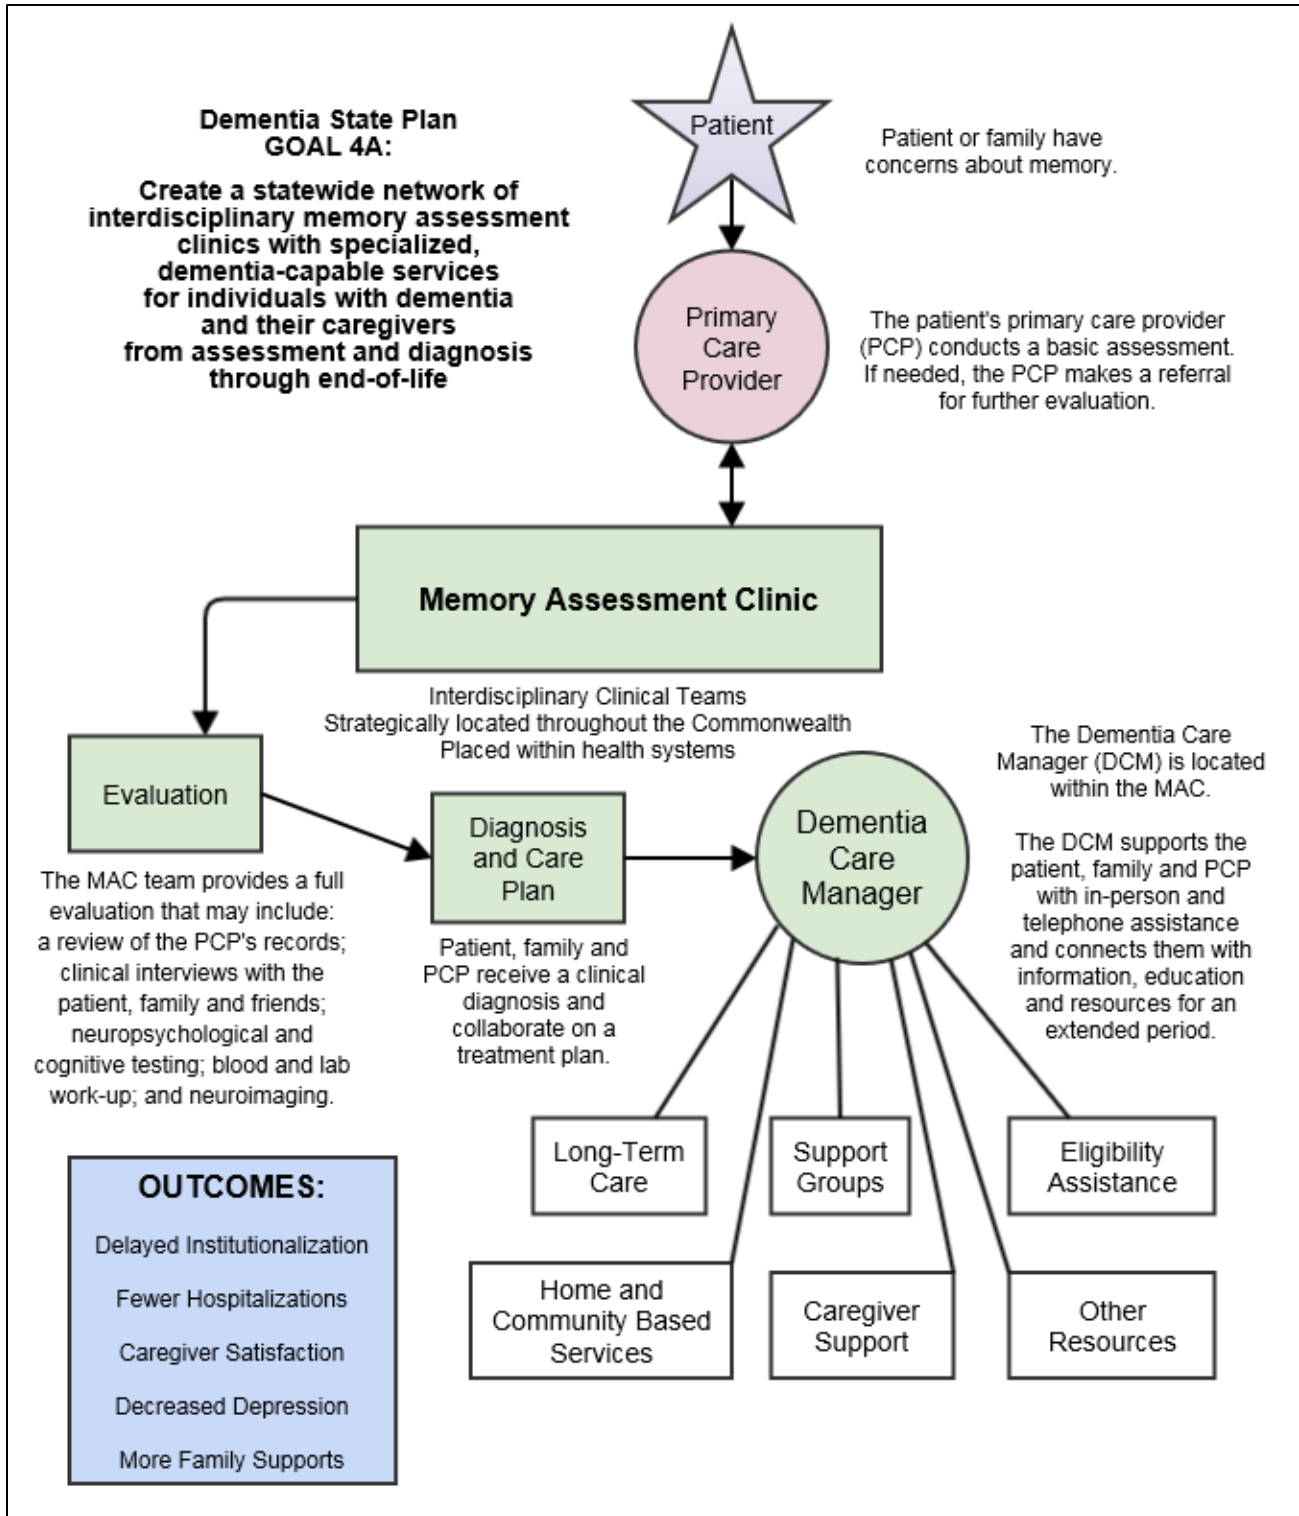 Dementia State Plan
GOAL 4A:
Create a statewide network of
interdisciplinary memory assessment
clinics with specialized,
dementia-capable services
for individuals with dementia
and their caregivers
from assessment and diagnosis
through end-of-life
Patient
Patient or family have
concerns about memory.
Primary
Care
Provider
The patient's primary care provider
(PCP) conducts a basic assessment.
If needed, the PCP makes a referral
for further evaluation.
Memory Assessment Clinic
Interdisciplinary Clinical Teams
Strategically located throughout the Commonwealth
Placed within health systems
Evaluation
The MAC team provides a full
evaluation that may include:
a review of the PCP's records;
clinical interviews with the
patient, family and friends;
neuropsychological and
cognitive testing; blood and lab
work-up; and neuroimaging.
Diagnosis
and Care
Plan
Patient, family and
PCP receive a clinical
diagnosis and
collaborate on a
treatment plan.
Dementia
Care
Manager
The Dementia Care
Manager (DCM) is located
within the MAC.
The DCM supports the
patient, family and PCP
with in-person and
telephone assistance
and connects them with
information, education
and resources for an
extended period.
Long-Term
Care
Support
Groups
Eligibility
Assistance
Home and
Community Based
Services
Caregiver
Support
Other
Resources
OUTCOMES:
Delayed Institutionalization
Fewer Hospitalizations
Caregiver Satisfaction
Decreased Depression
More Family Supports